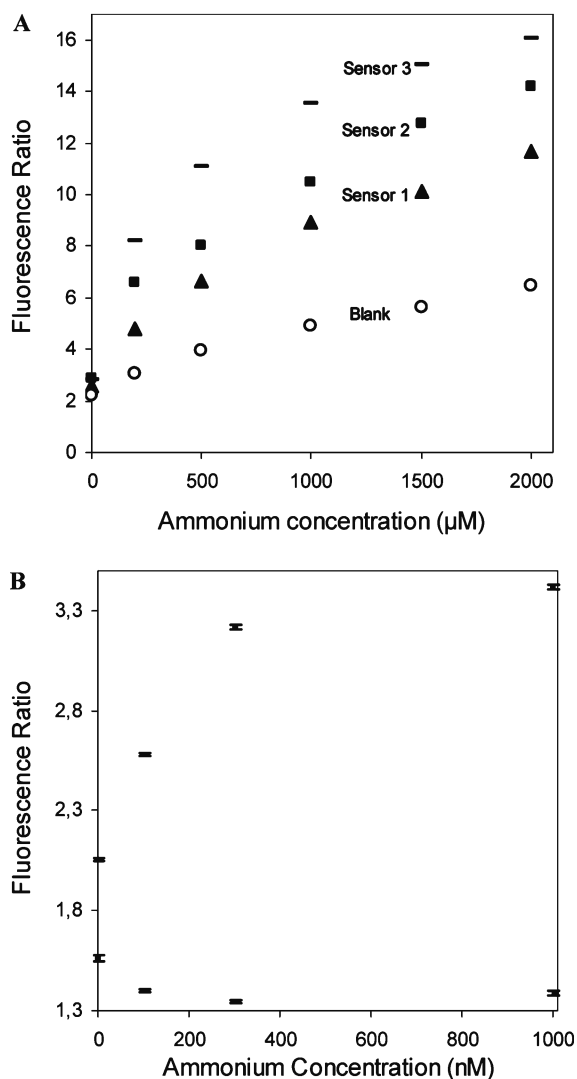 A
Fluorescence Ratio
16
14
12
10
8
6
4
2
0
Sensor 3
Sensor 2
Sensor 1
Blank
0 500 1000 1500 2000
Ammonium concentration (µM)
B
Fluorescence Ratio
3,3
2,8
2,3
1,8
1,3
0 200 400 600 800 1000
Ammonium Concentration (nM)